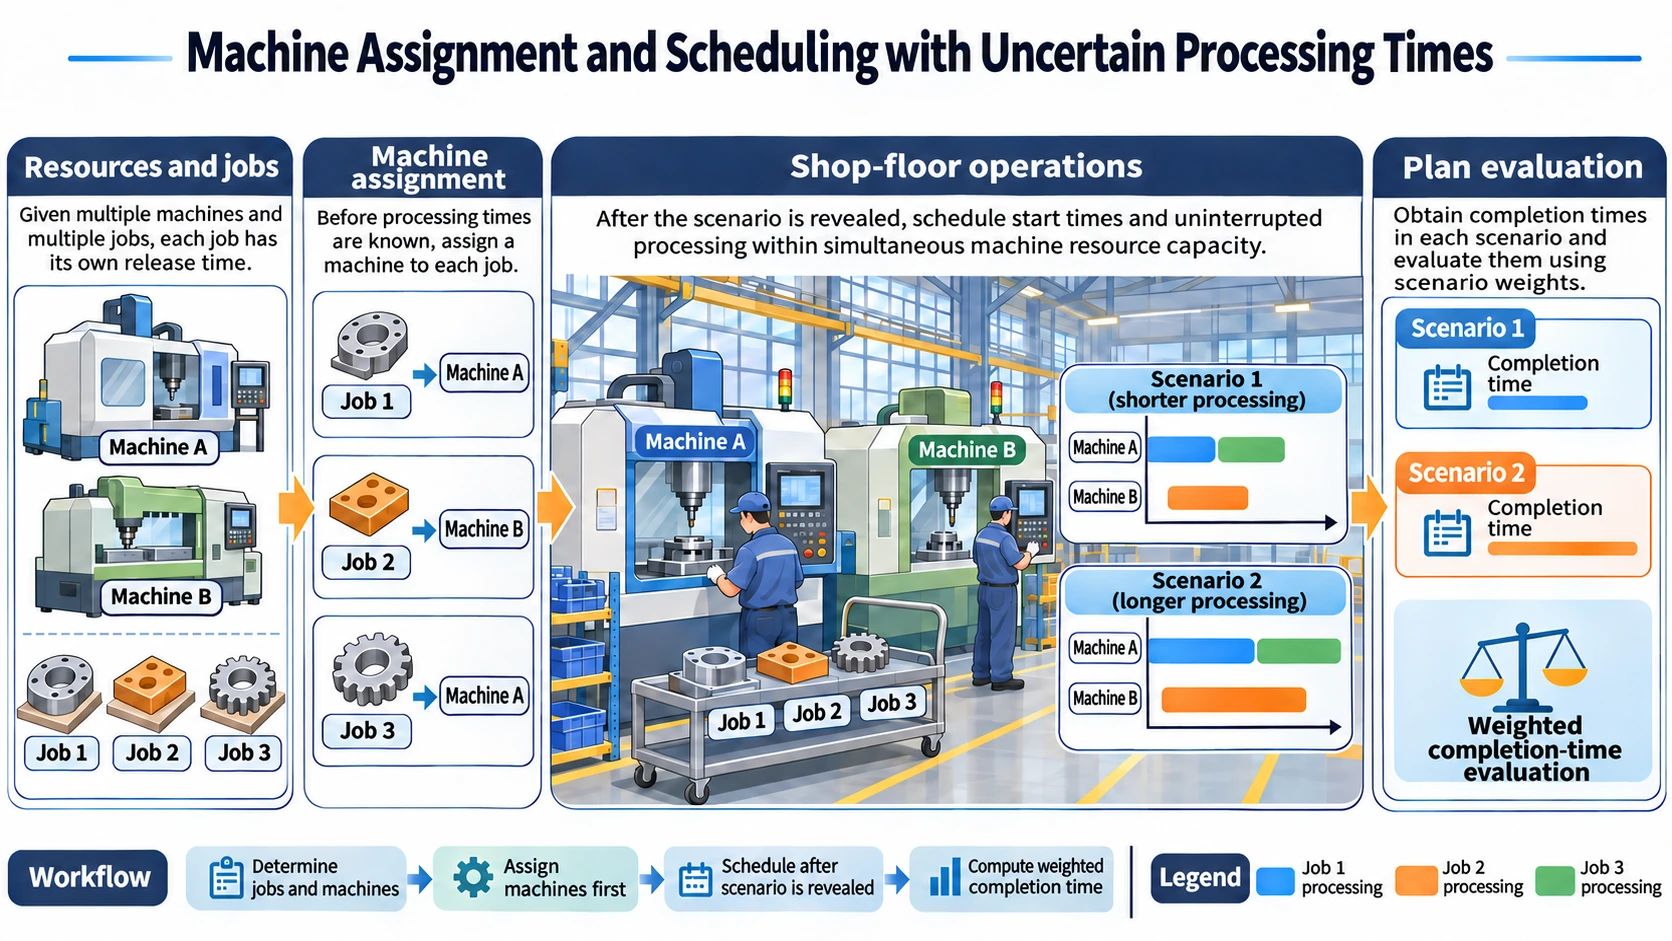 Machine Assignment and Scheduling with Uncertain Processing Times
Resources and jobs
Given multiple machines and
multiple jobs, each job has
its own release time.
Machine A
Machine B
Job 1
Job 2
Job 3
Machine
assignment
Before processing times
are known, assign a
machine to each job.
Job 1
Machine A
Job 2
Machine B
Job 3
Machine A
Shop-floor operations
After the scenario is revealed, schedule start times and uninterrupted
processing within simultaneous machine resource capacity.
Machine A
Machine B
Job 1
Job 2
Job 3
Scenario 1
(shorter processing)
Machine A
Machine B
Scenario 2
(longer processing)
Machine A
Machine B
Plan evaluation
Obtain completion times
in each scenario and
evaluate them using
scenario weights.
Scenario 1
Completion
time
Scenario 2
Completion
time
Weighted
completion-time
evaluation
Workflow
Determine
jobs and machines
Assign
machines first
Schedule after
scenario is revealed
Compute weighted
completion time
Legend
Job 1
processing
Job 2
processing
Job 3
processing